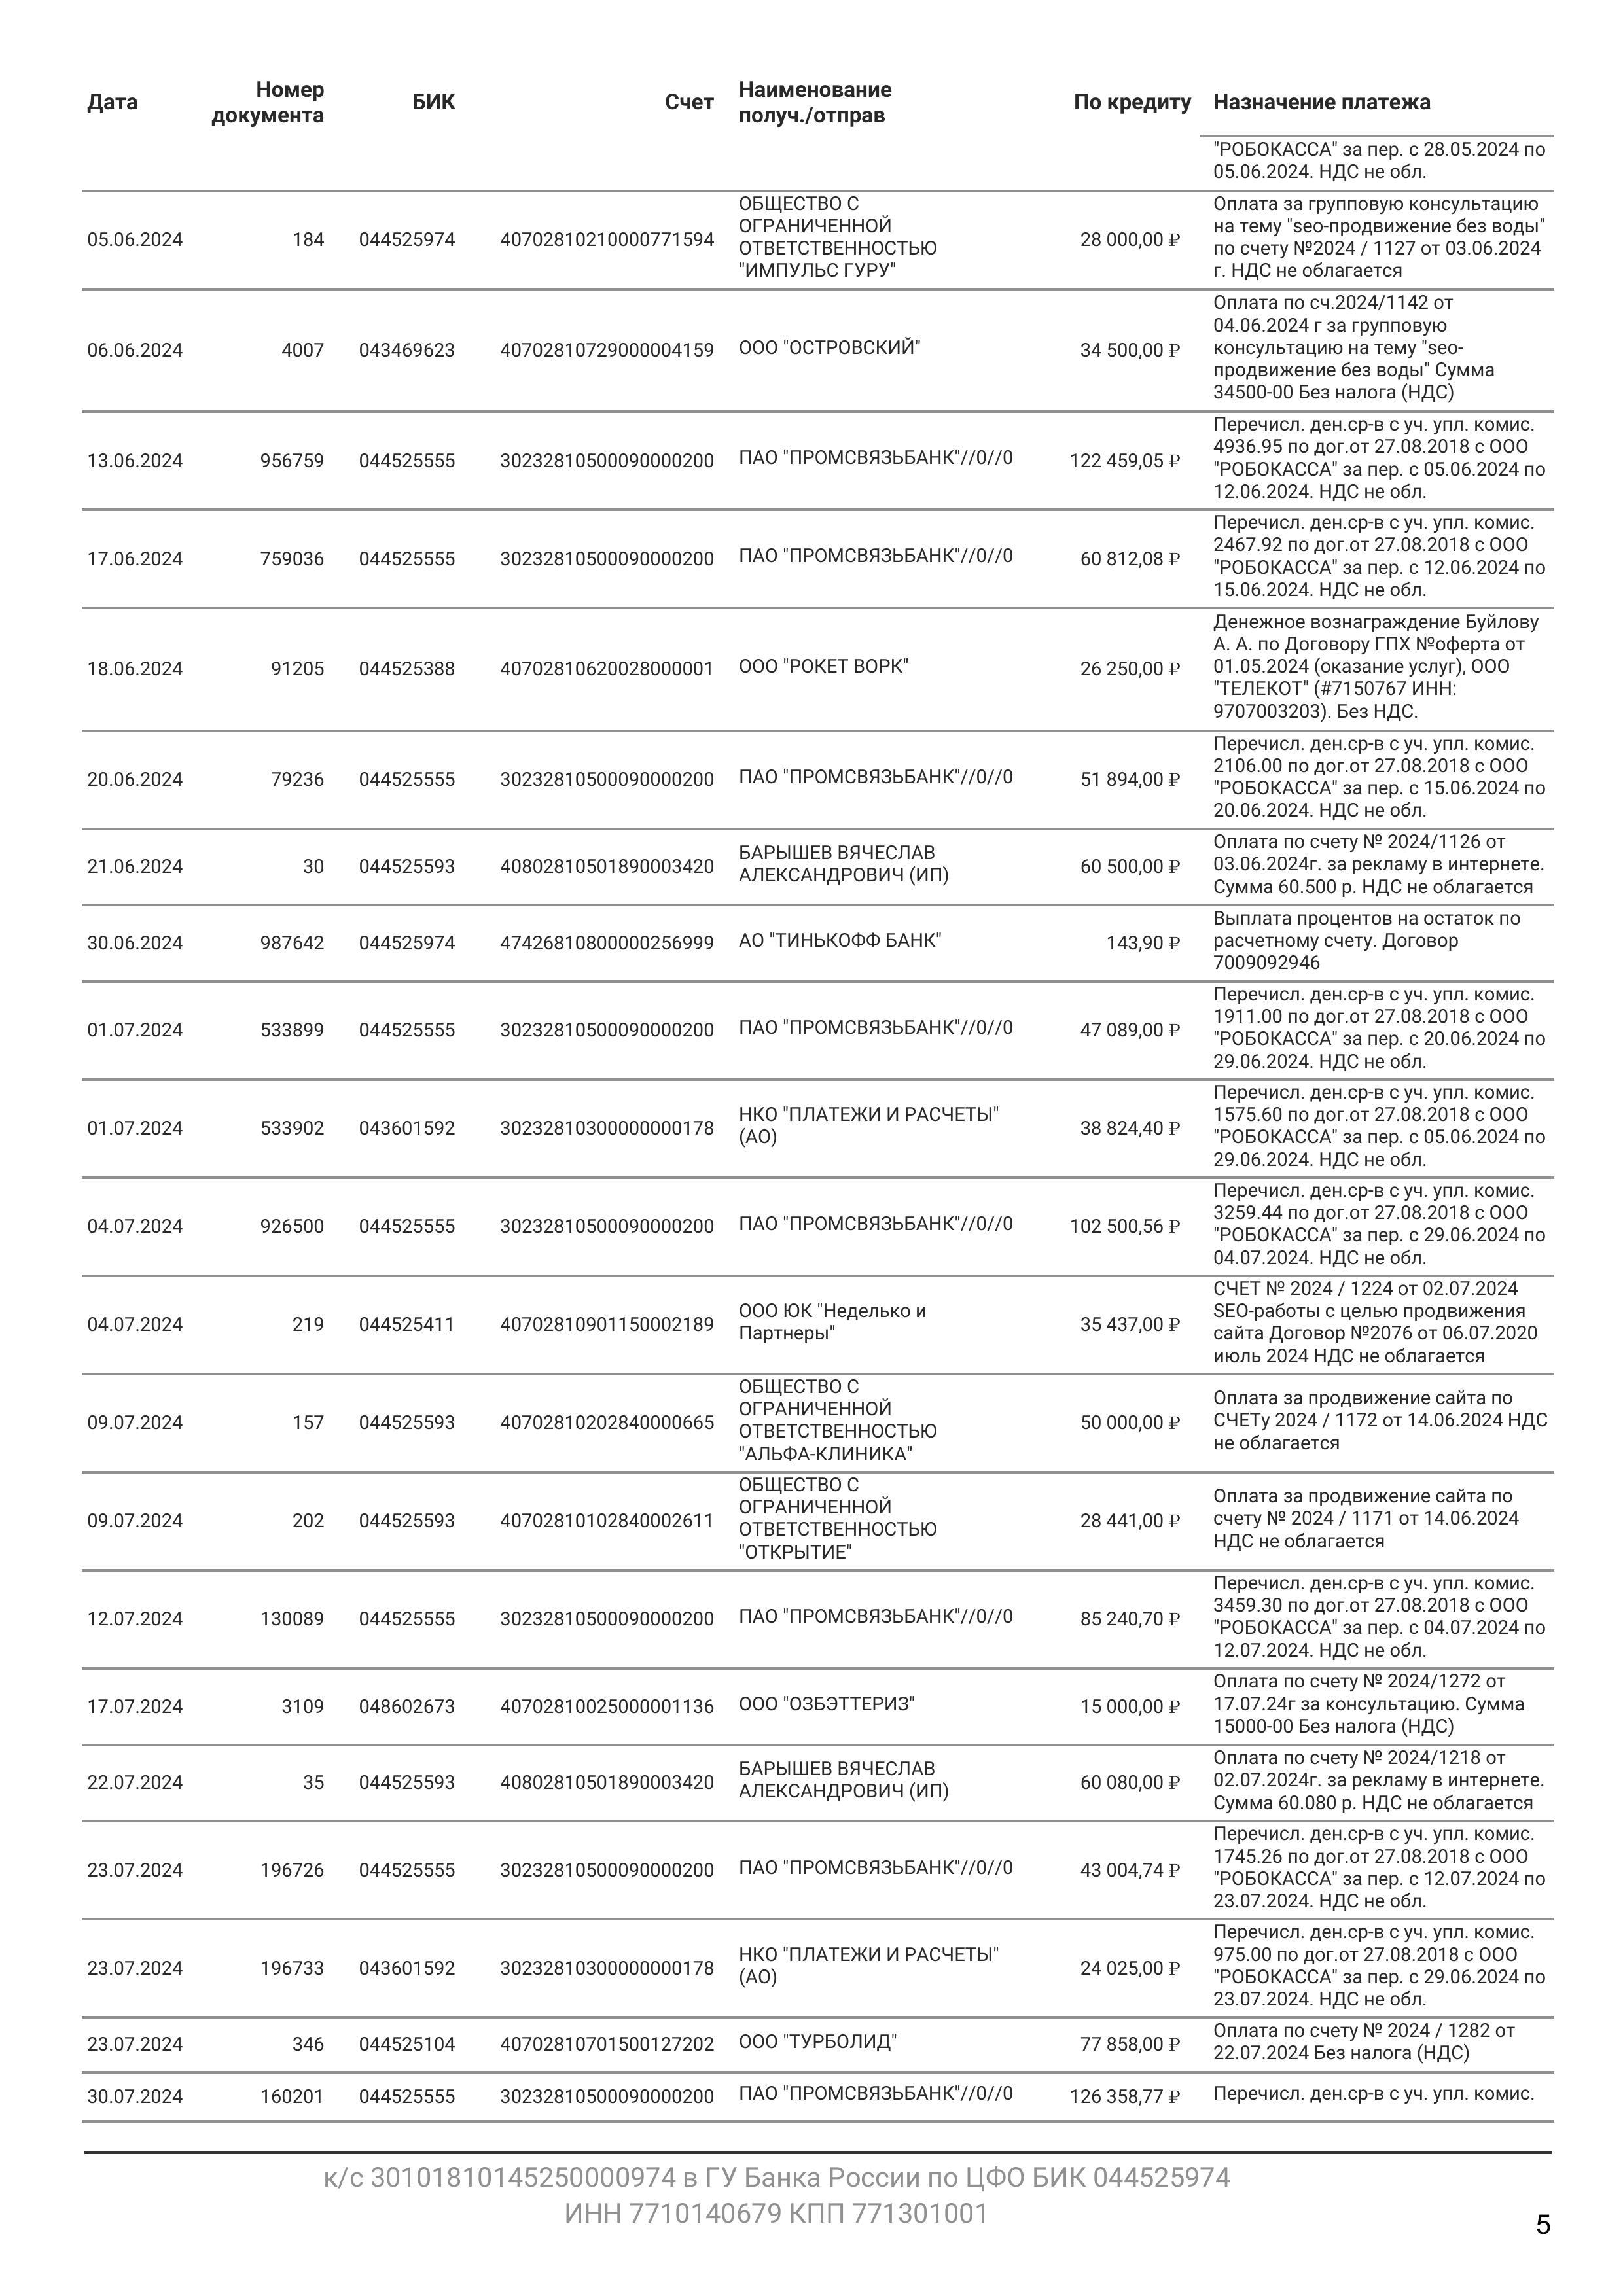 Дата
Номер
документа
БИК
Счет
Наименование
получ./отправ
По кредиту
Назначение платежа
"РОБОКАССА" за пер. с 28.05.2024 по
05.06.2024. НДС не обл.
05.06.2024
184
044525974
40702810210000771594
ОБЩЕСТВО С
ОГРАНИЧЕННОЙ
ОТВЕТСТВЕННОСТЬЮ
"ИМПУЛЬС ГУРУ"
28 000,00 ₽
Оплата за групповую консультацию
на тему "seo-продвижение без воды"
по счету №2024 / 1127 от 03.06.2024
г. НДС не облагается
06.06.2024
4007
043469623
40702810729000004159
ООО "ОСТРОВСКИЙ"
34 500,00 ₽
Оплата по сч.2024/1142 от
04.06.2024 г за групповую
консультацию на тему "seo-
продвижение без воды" Сумма
34500-00 Без налога (НДС)
13.06.2024
956759
044525555
30232810500090000200
ПАО "ПРОМСВЯЗЬБАНК"//0//0
122 459,05 ₽
Перечисл. ден.ср-в с уч. упл. комис.
4936.95 по дог.от 27.08.2018 с ООО
"РОБОКАССА" за пер. с 05.06.2024 по
12.06.2024. НДС не обл.
17.06.2024
759036
044525555
30232810500090000200
ПАО "ПРОМСВЯЗЬБАНК"//0//0
60 812,08 ₽
Перечисл. ден.ср-в с уч. упл. комис.
2467.92 по дог.от 27.08.2018 с ООО
"РОБОКАССА" за пер. с 12.06.2024 по
15.06.2024. НДС не обл.
18.06.2024
91205
044525388
40702810620028000001
ООО "РОКЕТ ВОРК"
26 250,00 ₽
Денежное вознаграждение Буйлову
А. А. по Договору ГПХ №оферта от
01.05.2024 (оказание услуг), ООО
"ТЕЛЕКОТ" (#7150767 ИНН:
9707003203). Без НДС.
20.06.2024
79236
044525555
30232810500090000200
ПАО "ПРОМСВЯЗЬБАНК"//0//0
51 894,00 ₽
Перечисл. ден.ср-в с уч. упл. комис.
2106.00 по дог.от 27.08.2018 с ООО
"РОБОКАССА" за пер. с 15.06.2024 по
20.06.2024. НДС не обл.
21.06.2024
30
044525593
40802810501890003420
БАРЫШЕВ ВЯЧЕСЛАВ
АЛЕКСАНДРОВИЧ (ИП)
60 500,00 ₽
Оплата по счету № 2024/1126 от
03.06.2024г. за рекламу в интернете.
Сумма 60.500 р. НДС не облагается
30.06.2024
987642
044525974
47426810800000256999
АО "ТИНЬКОФФ БАНК"
143,90 ₽
Выплата процентов на остаток по
расчетному счету. Договор
7009092946
01.07.2024
533899
044525555
30232810500090000200
ПАО "ПРОМСВЯЗЬБАНК"//0//0
47 089,00 ₽
Перечисл. ден.ср-в с уч. упл. комис.
1911.00 по дог.от 27.08.2018 с ООО
"РОБОКАССА" за пер. с 20.06.2024 по
29.06.2024. НДС не обл.
01.07.2024
533902
043601592
30232810300000000178
НКО "ПЛАТЕЖИ И РАСЧЕТЫ"
(АО)
38 824,40 ₽
Перечисл. ден.ср-в с уч. упл. комис.
1575.60 по дог.от 27.08.2018 с ООО
"РОБОКАССА" за пер. с 05.06.2024 по
29.06.2024. НДС не обл.
04.07.2024
926500
044525555
30232810500090000200
ПАО "ПРОМСВЯЗЬБАНК"//0//0
102 500,56 ₽
Перечисл. ден.ср-в с уч. упл. комис.
3259.44 по дог.от 27.08.2018 с ООО
"РОБОКАССА" за пер. с 29.06.2024 по
04.07.2024. НДС не обл.
04.07.2024
219
044525411
40702810901150002189
ООО ЮК "Неделько и
Партнеры"
35 437,00 ₽
СЧЕТ № 2024 / 1224 от 02.07.2024
SEO-работы с целью продвижения
сайта Договор №2076 от 06.07.2020
июль 2024 НДС не облагается
09.07.2024
157
044525593
40702810202840000665
ОБЩЕСТВО С
ОГРАНИЧЕННОЙ
ОТВЕТСТВЕННОСТЬЮ
"АЛЬФА-КЛИНИКА"
50 000,00 ₽
Оплата за продвижение сайта по
СЧЕТу 2024 / 1172 от 14.06.2024 НДС
не облагается
09.07.2024
202
044525593
40702810102840002611
ОБЩЕСТВО С
ОГРАНИЧЕННОЙ
ОТВЕТСТВЕННОСТЬЮ
"ОТКРЫТИЕ"
28 441,00 ₽
Оплата за продвижение сайта по
счету № 2024 / 1171 от 14.06.2024
НДС не облагается
12.07.2024
130089
044525555
30232810500090000200
ПАО "ПРОМСВЯЗЬБАНК"//0//0
85 240,70 ₽
Перечисл. ден.ср-в с уч. упл. комис.
3459.30 по дог.от 27.08.2018 с ООО
"РОБОКАССА" за пер. с 04.07.2024 по
12.07.2024. НДС не обл.
17.07.2024
3109
048602673
40702810025000001136
ООО "ОЗБЭТТЕРИЗ"
15 000,00 ₽
Оплата по счету № 2024/1272 от
17.07.24г за консультацию. Сумма
15000-00 Без налога (НДС)
22.07.2024
35
044525593
40802810501890003420
БАРЫШЕВ ВЯЧЕСЛАВ
АЛЕКСАНДРОВИЧ (ИП)
60 080,00 ₽
Оплата по счету № 2024/1218 от
02.07.2024г. за рекламу в интернете.
Сумма 60.080 р. НДС не облагается
23.07.2024
196726
044525555
30232810500090000200
ПАО "ПРОМСВЯЗЬБАНК"//0//0
43 004,74 ₽
Перечисл. ден.ср-в с уч. упл. комис.
1745.26 по дог.от 27.08.2018 с ООО
"РОБОКАССА" за пер. с 12.07.2024 по
23.07.2024. НДС не обл.
23.07.2024
196733
043601592
30232810300000000178
НКО "ПЛАТЕЖИ И РАСЧЕТЫ"
(АО)
24 025,00 ₽
Перечисл. ден.ср-в с уч. упл. комис.
975.00 по дог.от 27.08.2018 с ООО
"РОБОКАССА" за пер. с 29.06.2024 по
23.07.2024. НДС не обл.
23.07.2024
346
044525104
40702810701500127202
ООО "ТУРБОЛИД"
77 858,00 ₽
Оплата по счету № 2024 / 1282 от
22.07.2024 Без налога (НДС)
30.07.2024
160201
044525555
30232810500090000200
ПАО "ПРОМСВЯЗЬБАНК"//0//0
126 358,77 ₽
Перечисл. ден.ср-в с уч. упл. комис.
к/с 30101810145250000974 в ГУ Банка России по ЦФО БИК 044525974
ИНН 7710140679 КПП 771301001
5